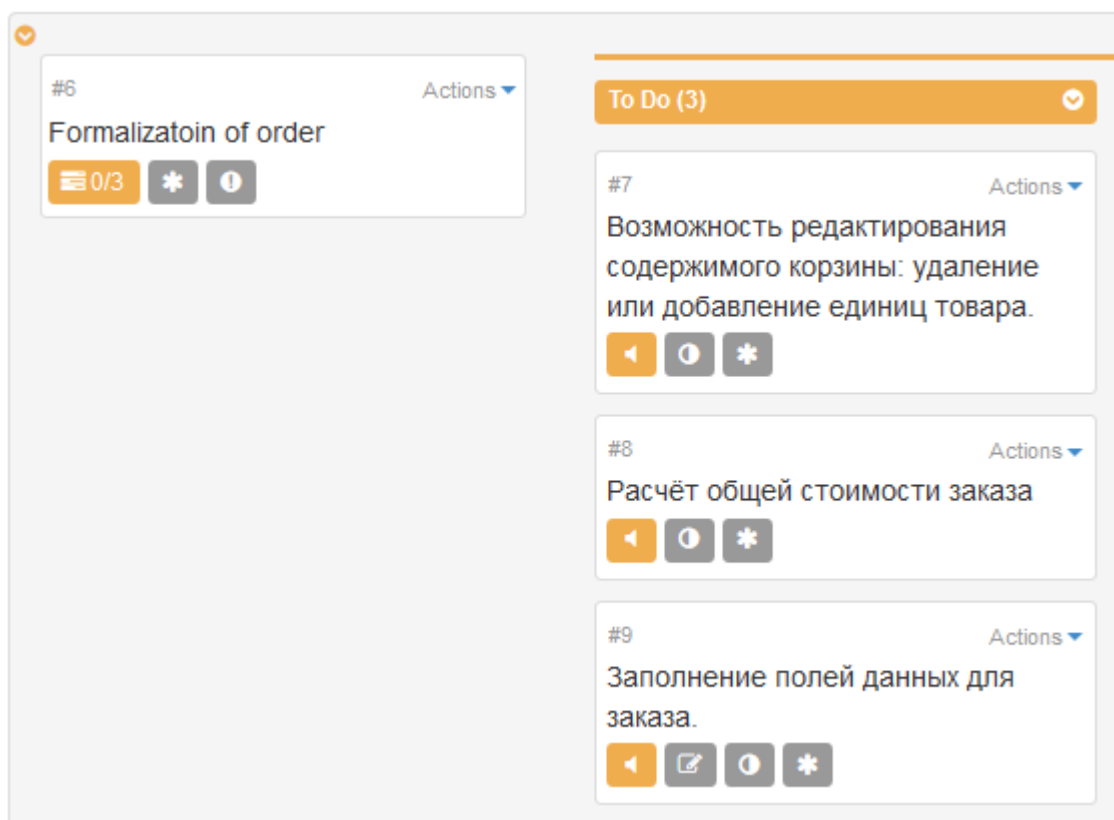 #6 Actions
Formalizatoin of order
0/3
To Do (3)
#7 Actions
Возможность редактирования
содержимого корзины: удаление
или добавление единиц товара.
#8 Actions
Расчёт общей стоимости заказа
#9 Actions
Заполнение полей данных для
заказа.